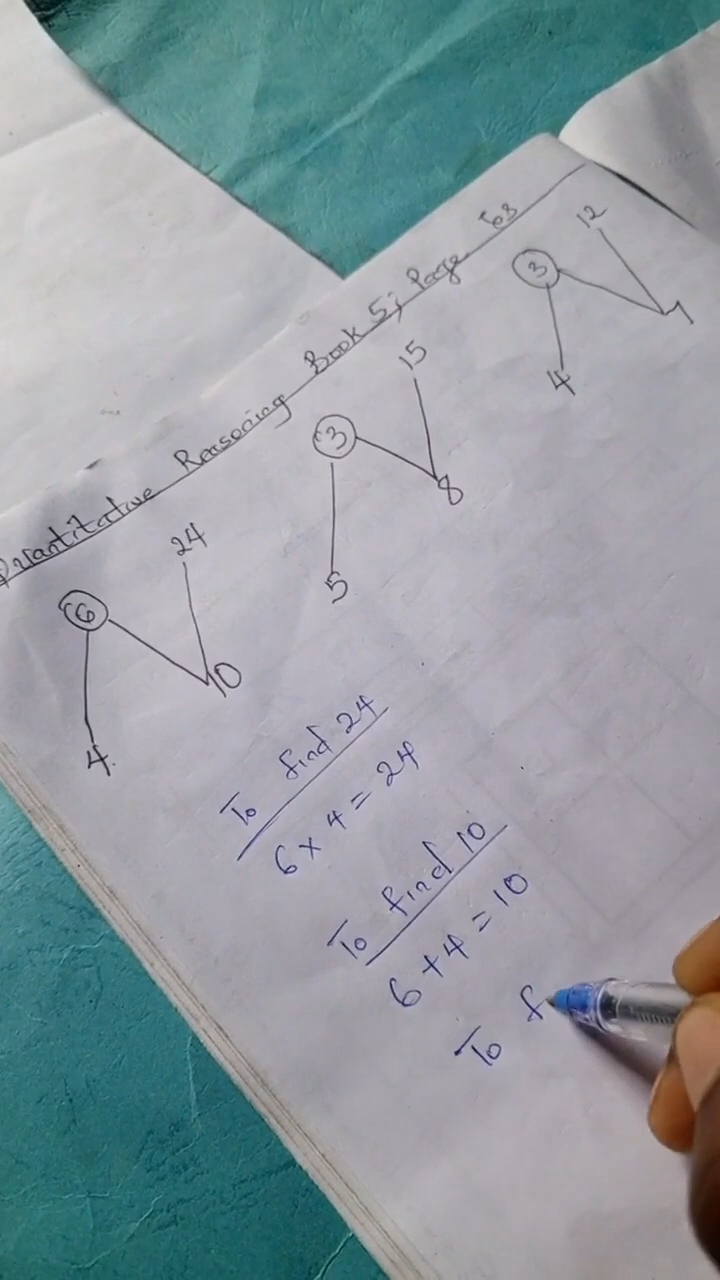 Quantitative Reasoning Book 5; Page
6 24
4 10
3 15
5 8
3 12
4 7
To find 24
6 × 4 = 24
To find 10
6 + 4 = 10
To f